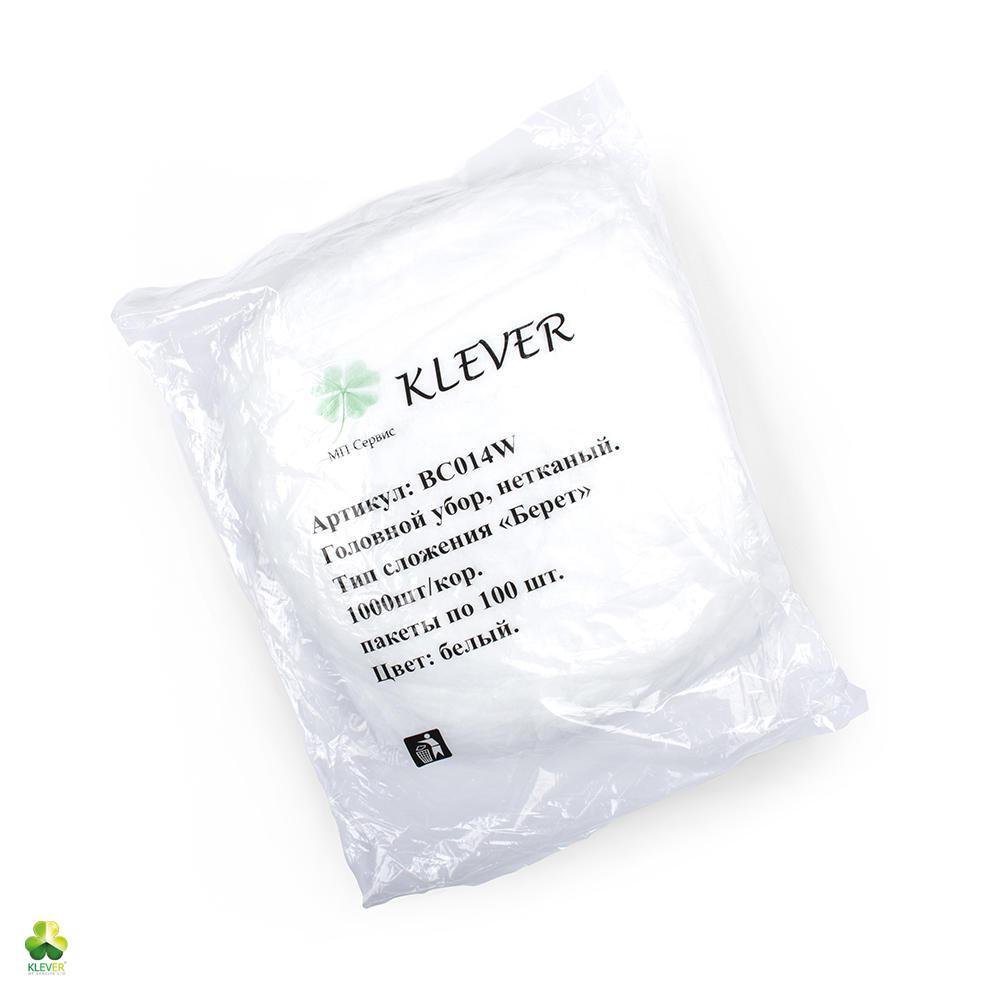 KLEVER
МП Сервис
Артикул: BC014W
Головной убор, нетканый.
Тип сложения «Берет»
1000шт/кор.
пакеты по 100 шт.
Цвет: белый.
KLEVER